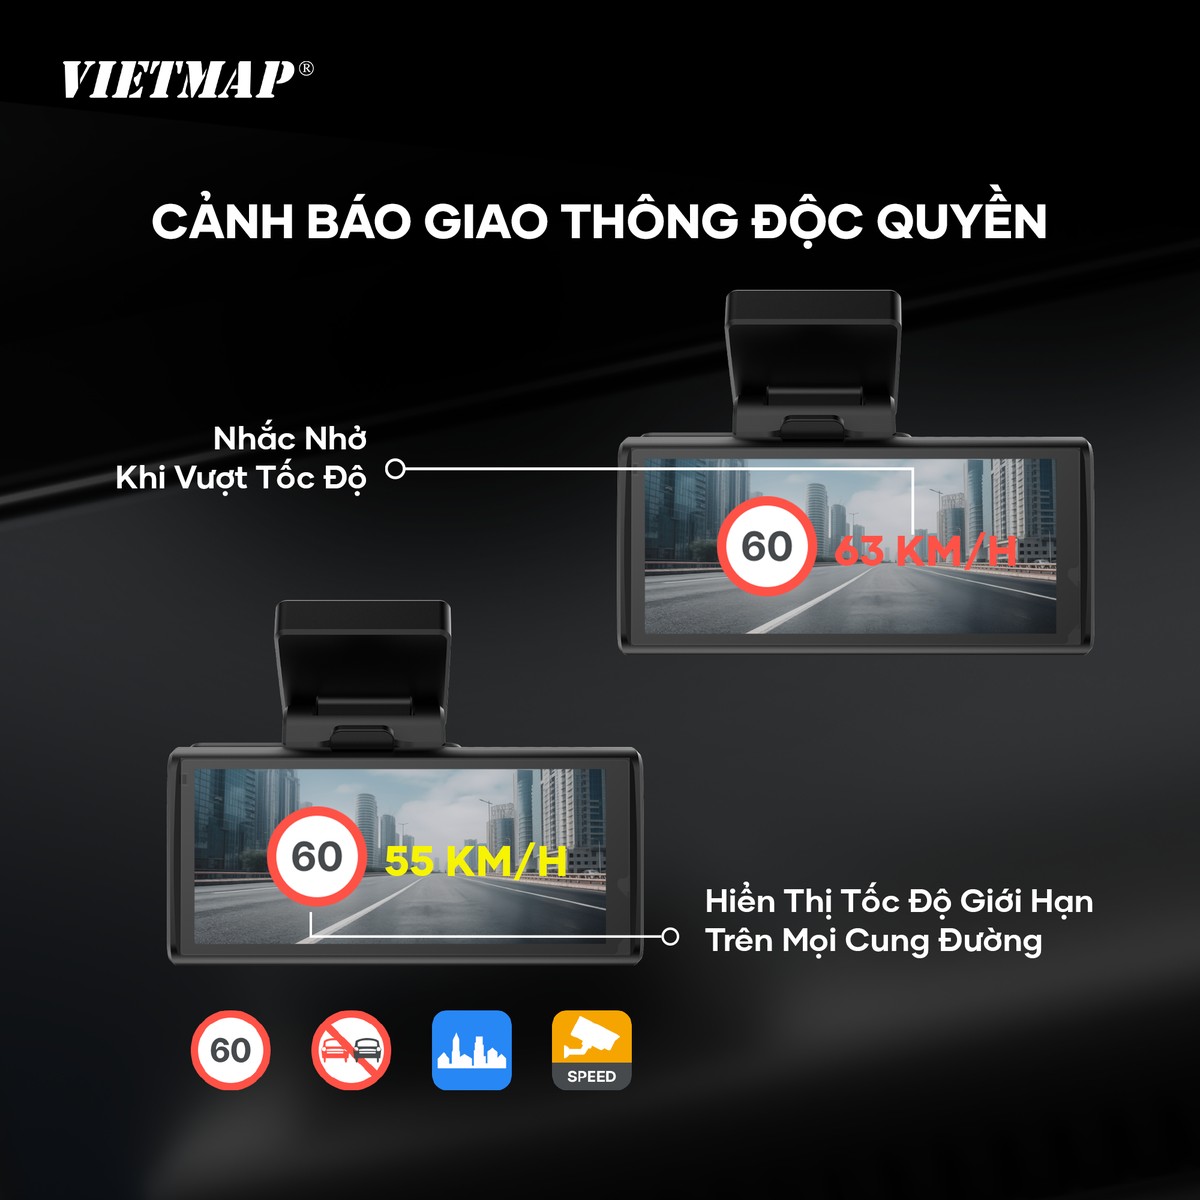 VIETMAP®
CẢNH BÁO GIAO THÔNG ĐỘC QUYỀN
Nhắc Nhở
Khi Vượt Tốc Độ
60
63 KM/H
60
55 KM/H
Hiển Thị Tốc Độ Giới Hạn
Trên Mọi Cung Đường
60
SPEED